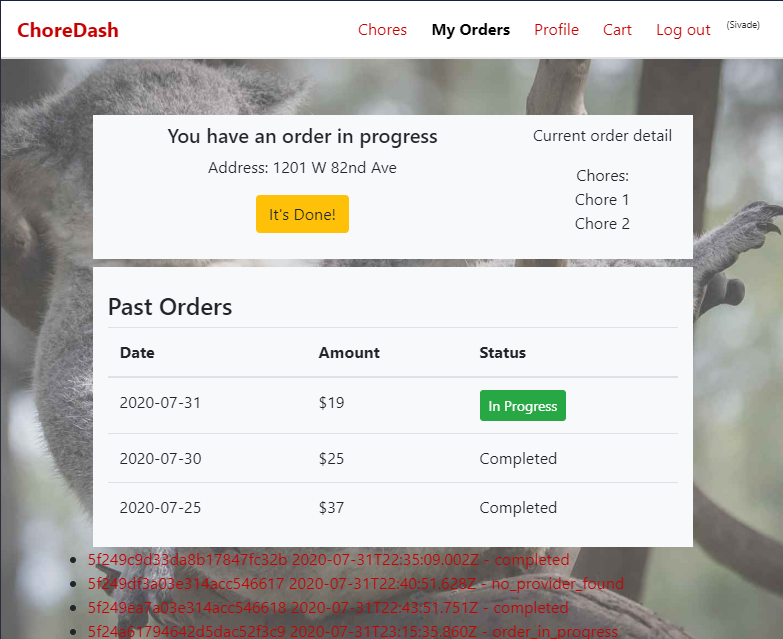 ChoreDash Chores My Orders Profile Cart Log out (Sivade)
You have an order in progress
Address: 1201 W 82nd Ave
It's Done!
Current order detail
Chores:
Chore 1
Chore 2
Past Orders
Date Amount Status
2020-07-31 $19 In Progress
2020-07-30 $25 Completed
2020-07-25 $37 Completed
5f249c9d33da8b17847fc32b 2020-07-31T22:35:09.002Z - completed
5f249df3a03e314acc546617 2020-07-31T22:40:51.628Z - no_provider_found
5f249ea7a03e314acc546618 2020-07-31T22:43:51.751Z - completed
5f24a61794642d5dac52f3c9 2020-07-31T23:15:35.860Z - order_in_progress